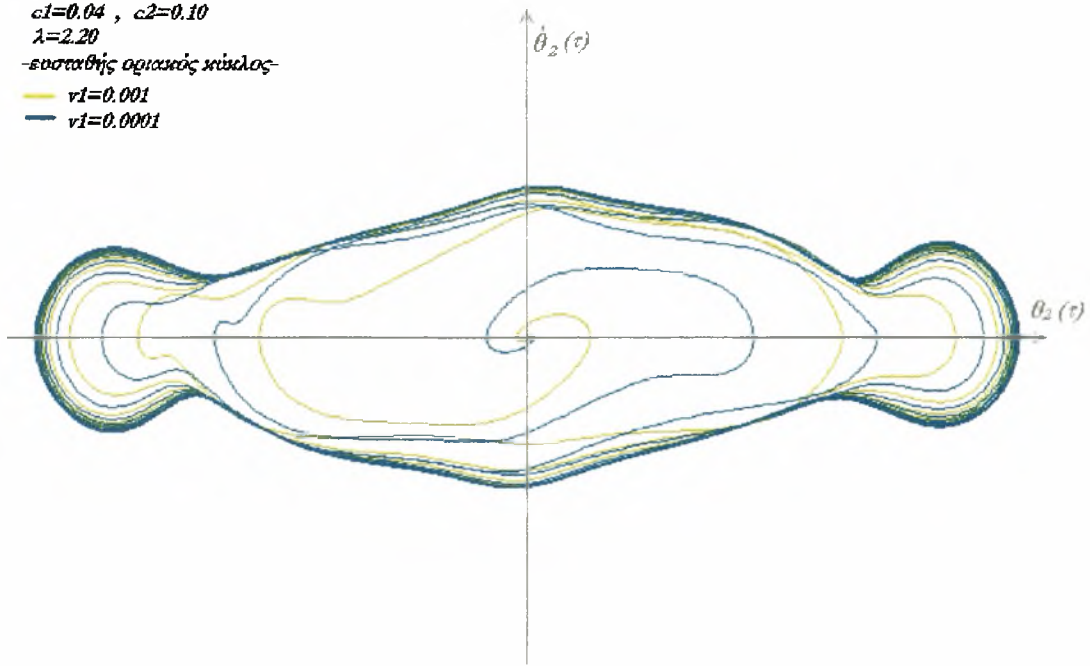 c1=0.04 , c2=0.10
λ=2.20
-ευσταθής οριακός κύκλος-
v1=0.001
v1=0.0001
θ̇₂(τ)
θ₂(τ)